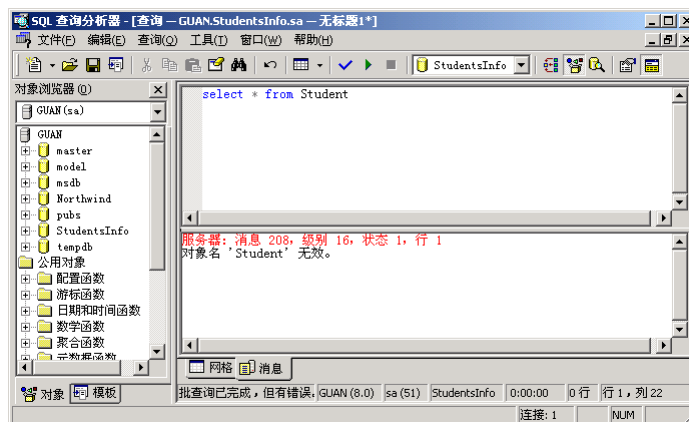 SQL 查询分析器 - [查询 — GUAN.StudentsInfo.sa — 无标题1*]
文件(F) 编辑(E) 查询(Q) 工具(T) 窗口(W) 帮助(H)
StudentsInfo
对象浏览器(O)
GUAN(sa)
GUAN
master
model
msdb
Northwind
pubs
StudentsInfo
tempdb
公用对象
配置函数
游标函数
日期和时间函数
数学函数
聚合函数
元数据函数
对象 模板
select * from Student
服务器: 消息 208，级别 16，状态 1，行 1
对象名 'Student' 无效。
网格 消息
批查询已完成，但有错误。 GUAN (8.0) sa (51) StudentsInfo 0:00:00 0 行 行 1，列 22
连接: 1 NUM